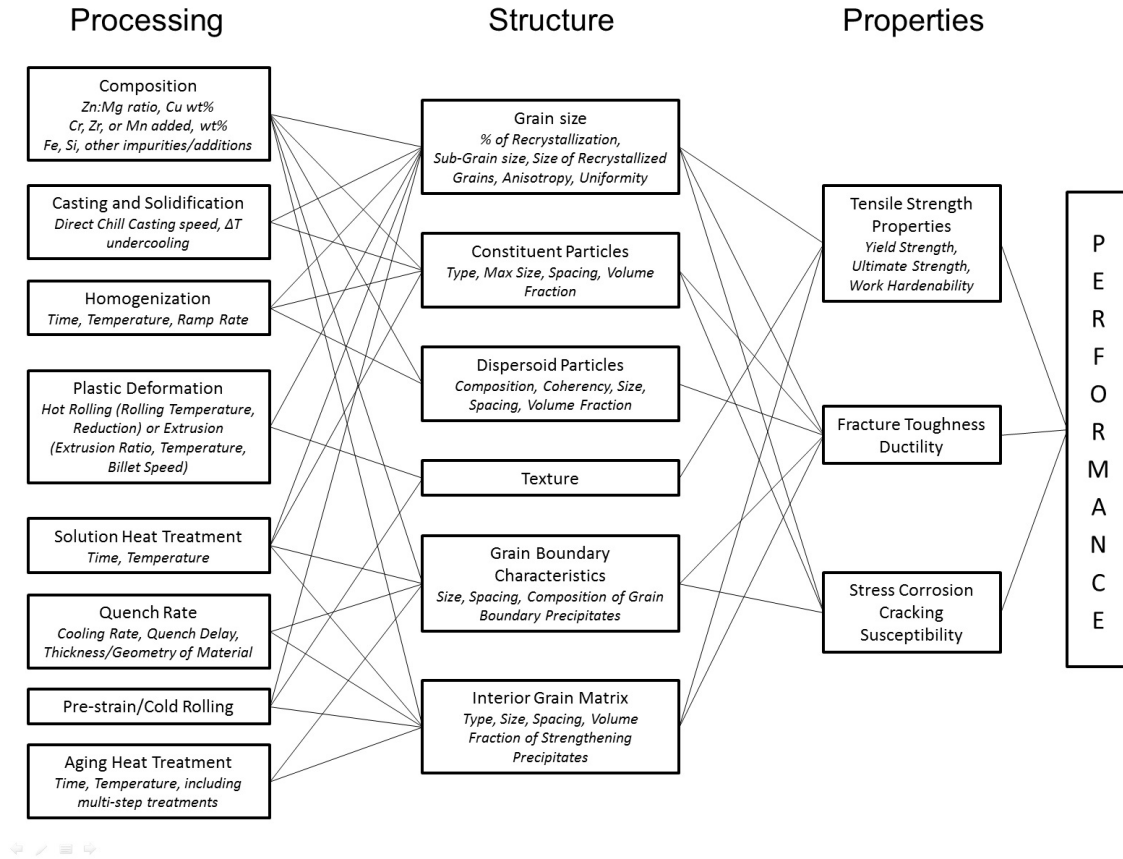 Processing
Structure
Properties
Composition
Zn:Mg ratio, Cu wt%
Cr, Zr, or Mn added, wt%
Fe, Si, other impurities/additions
Casting and Solidification
Direct Chill Casting speed, ΔT
undercooling
Homogenization
Time, Temperature, Ramp Rate
Plastic Deformation
Hot Rolling (Rolling Temperature,
Reduction) or Extrusion
(Extrusion Ratio, Temperature,
Billet Speed)
Solution Heat Treatment
Time, Temperature
Quench Rate
Cooling Rate, Quench Delay,
Thickness/Geometry of Material
Pre-strain/Cold Rolling
Aging Heat Treatment
Time, Temperature, including
multi-step treatments
Grain size
% of Recrystallization,
Sub-Grain size, Size of Recrystallized
Grains, Anisotropy, Uniformity
Constituent Particles
Type, Max Size, Spacing, Volume
Fraction
Dispersoid Particles
Composition, Coherency, Size,
Spacing, Volume Fraction
Texture
Grain Boundary
Characteristics
Size, Spacing, Composition of Grain
Boundary Precipitates
Interior Grain Matrix
Type, Size, Spacing, Volume
Fraction of Strengthening
Precipitates
Tensile Strength
Properties
Yield Strength,
Ultimate Strength,
Work Hardenability
Fracture Toughness
Ductility
Stress Corrosion
Cracking
Susceptibility
P
E
R
F
O
R
M
A
N
C
E